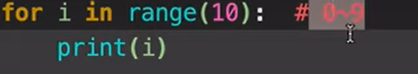 for i in range(10):  # 0~9
    print(i)